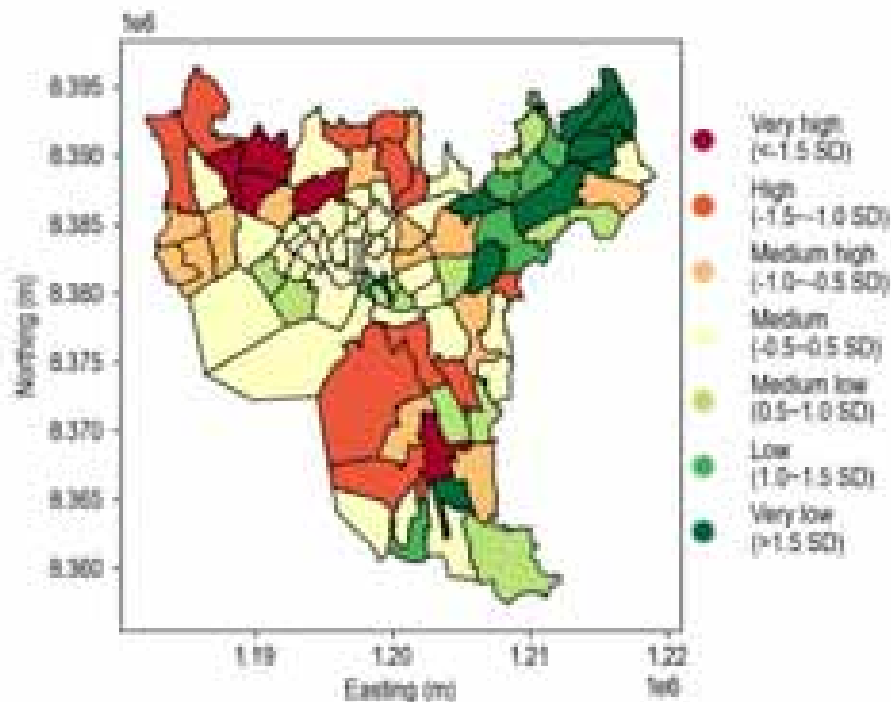 1e6
8.395
8.390
8.385
8.380
8.375
8.370
8.365
8.360
Northing (m)
1.19
1.20
1.21
1.22
Easting (m)
1e6
Very high
(<-1.5 SD)
High
(-1.5~-1.0 SD)
Medium high
(-1.0~-0.5 SD)
Medium
(-0.5~0.5 SD)
Medium low
(0.5~1.0 SD)
Low
(1.0~1.5 SD)
Very low
(>1.5 SD)